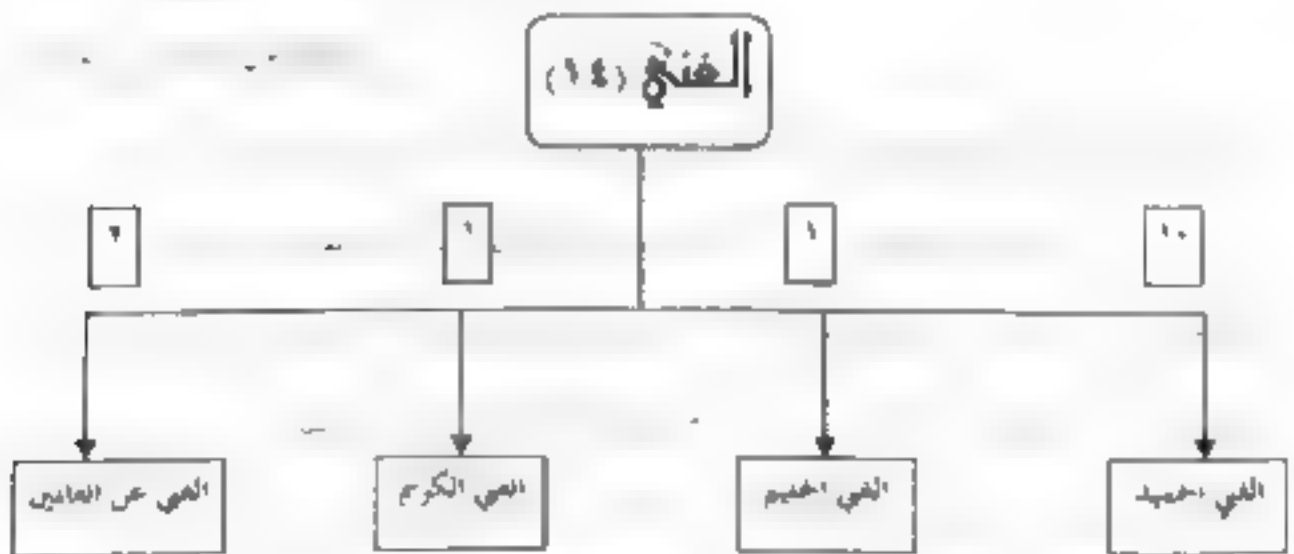 الغني (١٤)
١٠
١
١
٢
الغني الحميد
الغني الحليم
الغني الكريم
الغني عن العالمين